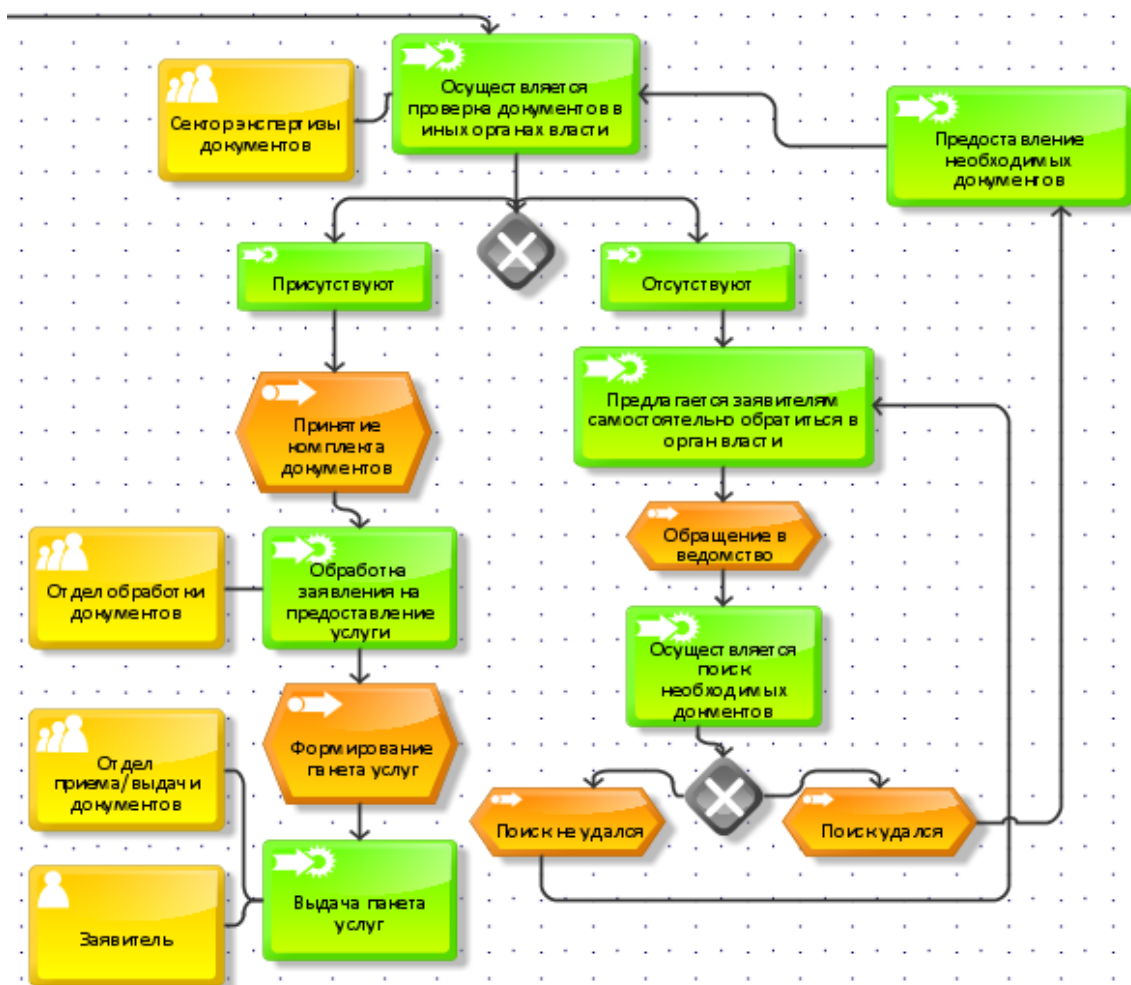 Осуществляется
проверка документов в
иных органах власти
Сектор экспертизы
документов
Предоставление
необходимых
документов
Присутствуют
Отсутствуют
Принятие
комплекта
документов
Предлагается заявителям
самостоятельно обратиться в
орган власти
Обращение в
ведомство
Отдел обработки
документов
Обработка
заявления на
предоставление
услуги
Осуществляется
поиск
необходимых
донментов
Отдел
приема/выдачи
документов
Формирование
пакета услуг
Поиск не удался
Поиск удался
Заявитель
Выдача пакета
услуг